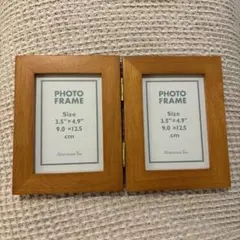 PHOTO
FRAME
Size
3.5"×4.9"
9.0×12.5
cm
PHOTO
FRAME
Size
3.5"×4.9"
9.0×12.5
cm